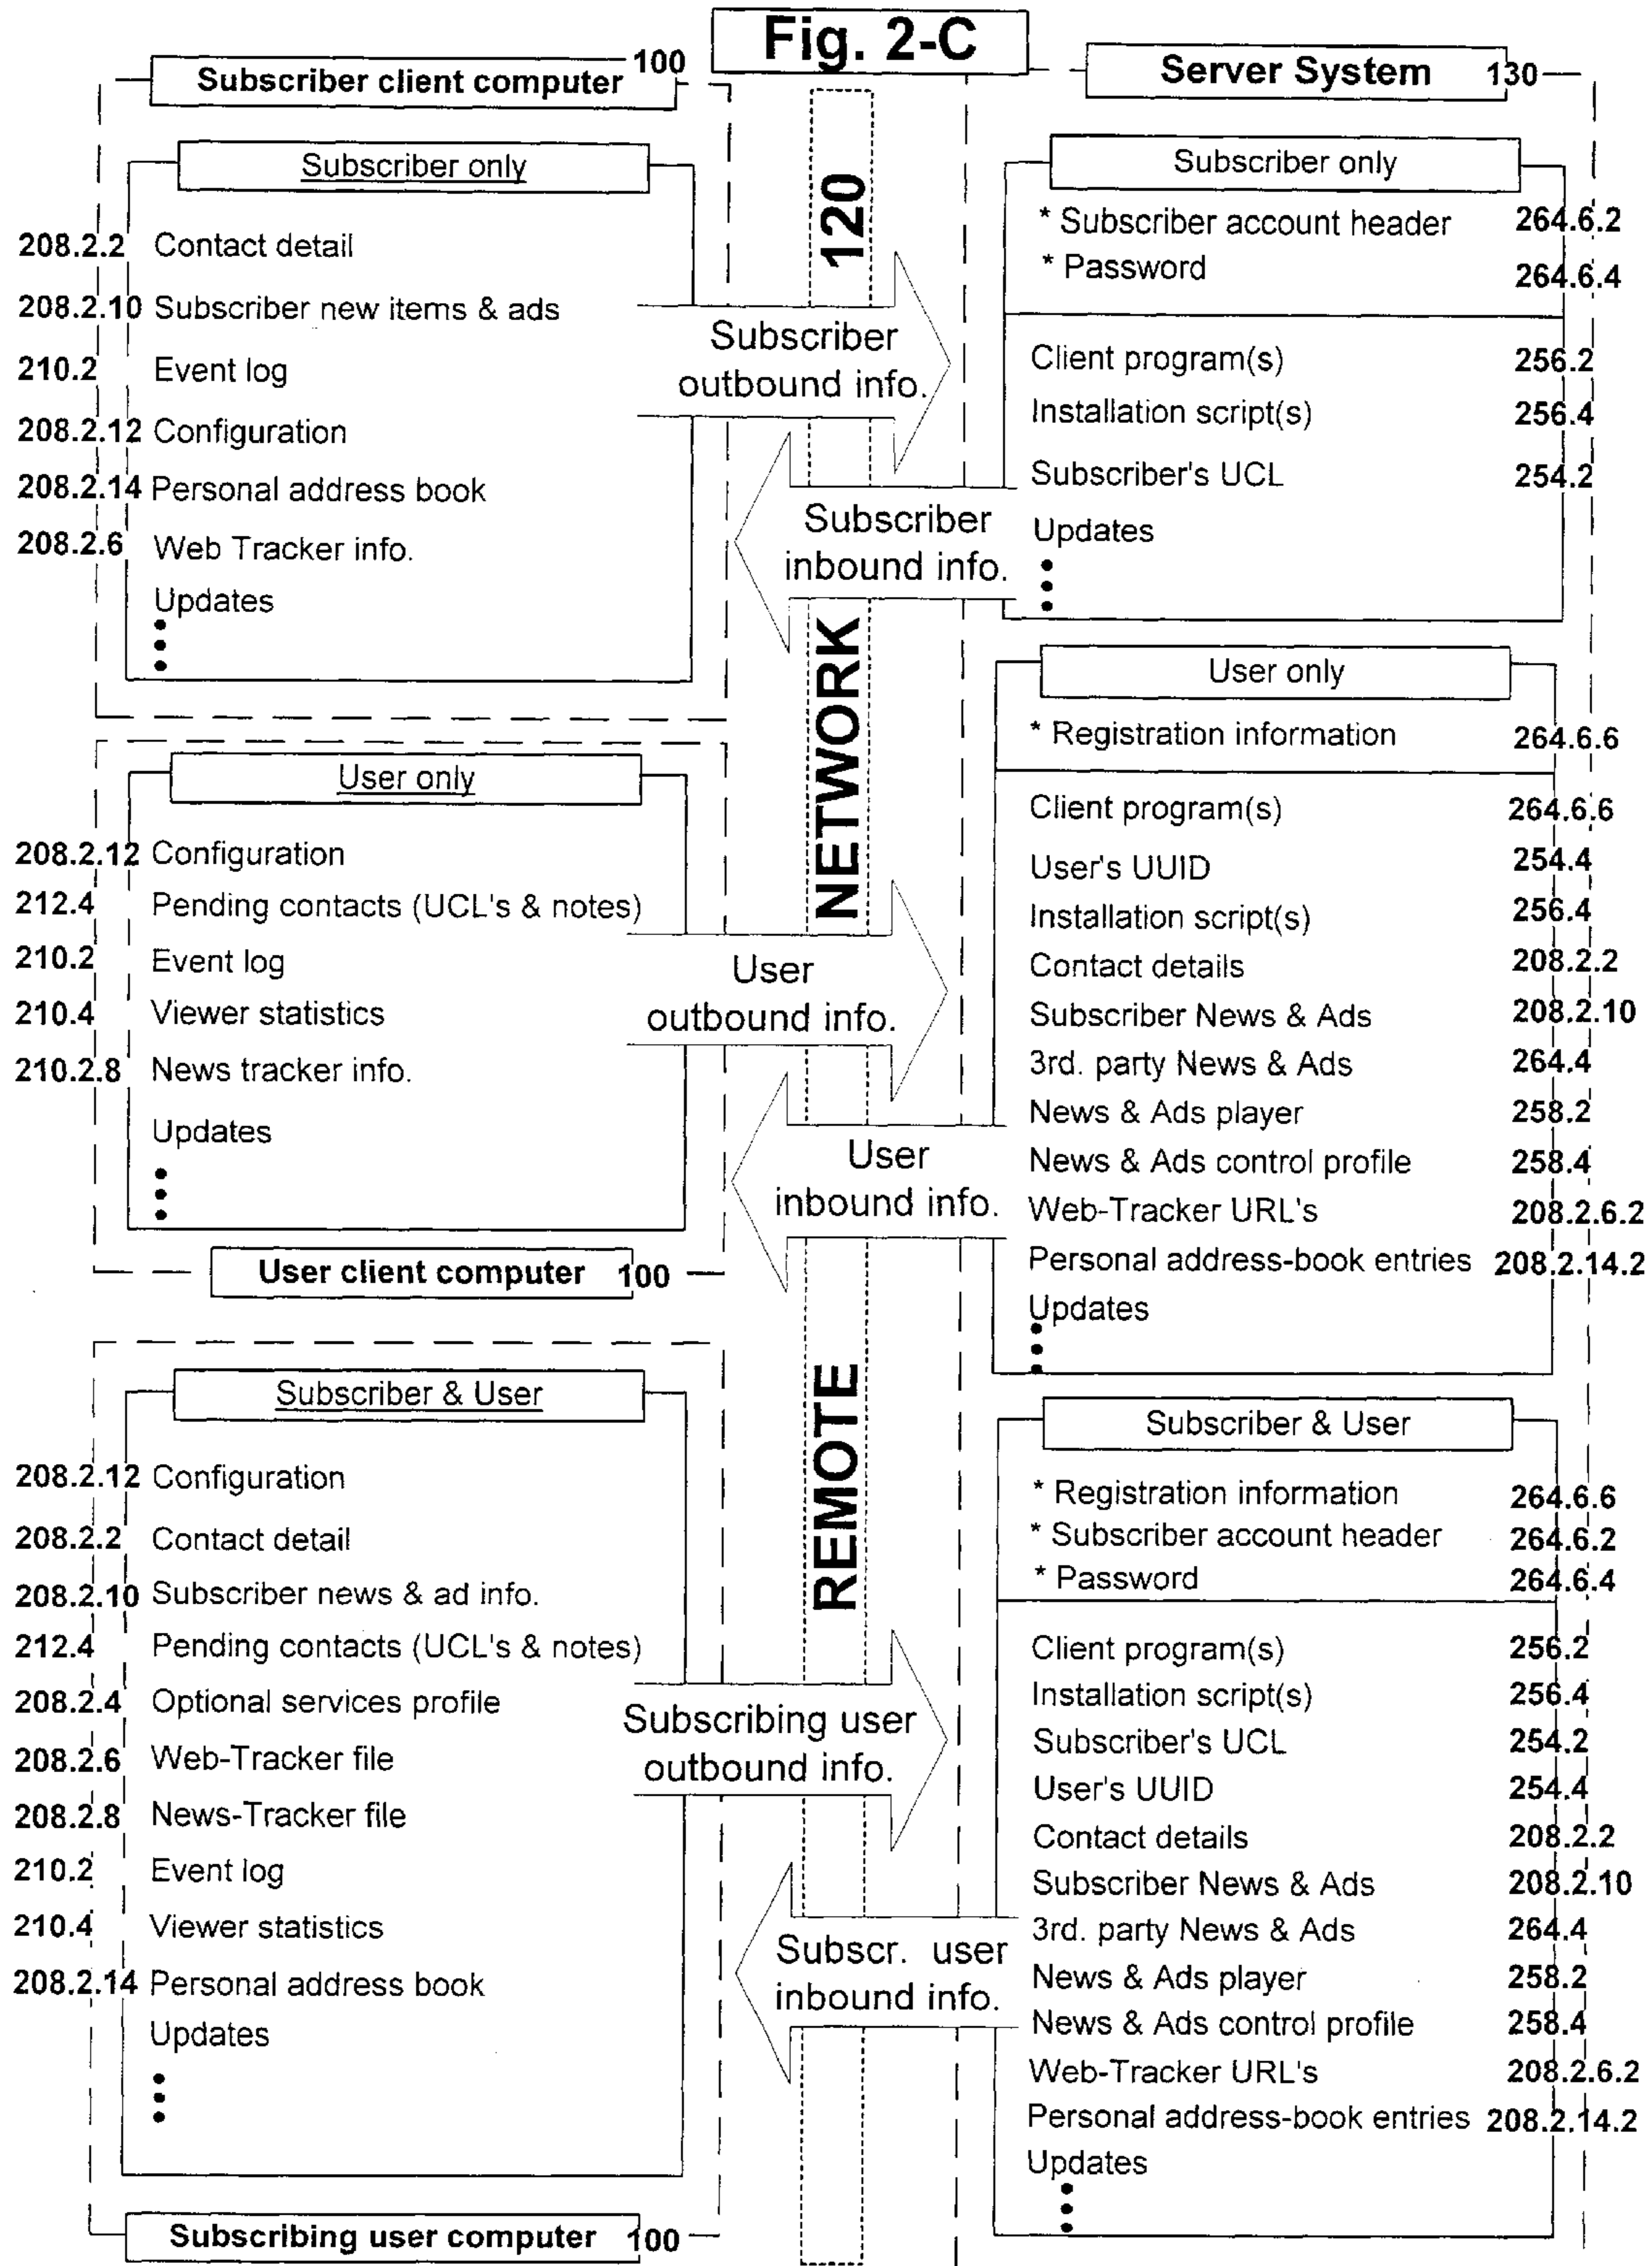 Fig. 2-C
Subscriber client computer 100
Subscriber only
208.2.2 Contact detail
208.2.10 Subscriber new items & ads
210.2 Event log
208.2.12 Configuration
208.2.14 Personal address book
208.2.6 Web Tracker info.
Updates
User only
208.2.12 Configuration
212.4 Pending contacts (UCL's & notes)
210.2 Event log
210.4 Viewer statistics
210.2.8 News tracker info.
Updates
User client computer 100
Subscriber & User
208.2.12 Configuration
208.2.2 Contact detail
208.2.10 Subscriber news & ad info.
212.4 Pending contacts (UCL's & notes)
208.2.4 Optional services profile
208.2.6 Web-Tracker file
208.2.8 News-Tracker file
210.2 Event log
210.4 Viewer statistics
208.2.14 Personal address book
Updates
Subscribing user computer 100
REMOTE NETWORK 120
Subscriber
outbound info.
Subscriber
inbound info.
User
outbound info.
User
inbound info.
Subscribing user
outbound info.
Subscr. user
inbound info.
Server System 130
Subscriber only
* Subscriber account header 264.6.2
* Password 264.6.4
Client program(s) 256.2
Installation script(s) 256.4
Subscriber's UCL 254.2
Updates
User only
* Registration information 264.6.6
Client program(s) 264.6.6
User's UUID 254.4
Installation script(s) 256.4
Contact details 208.2.2
Subscriber News & Ads 208.2.10
3rd. party News & Ads 264.4
News & Ads player 258.2
News & Ads control profile 258.4
Web-Tracker URL's 208.2.6.2
Personal address-book entries 208.2.14.2
Updates
Subscriber & User
* Registration information 264.6.6
* Subscriber account header 264.6.2
* Password 264.6.4
Client program(s) 256.2
Installation script(s) 256.4
Subscriber's UCL 254.2
User's UUID 254.4
Contact details 208.2.2
Subscriber News & Ads 208.2.10
3rd. party News & Ads 264.4
News & Ads player 258.2
News & Ads control profile 258.4
Web-Tracker URL's 208.2.6.2
Personal address-book entries 208.2.14.2
Updates